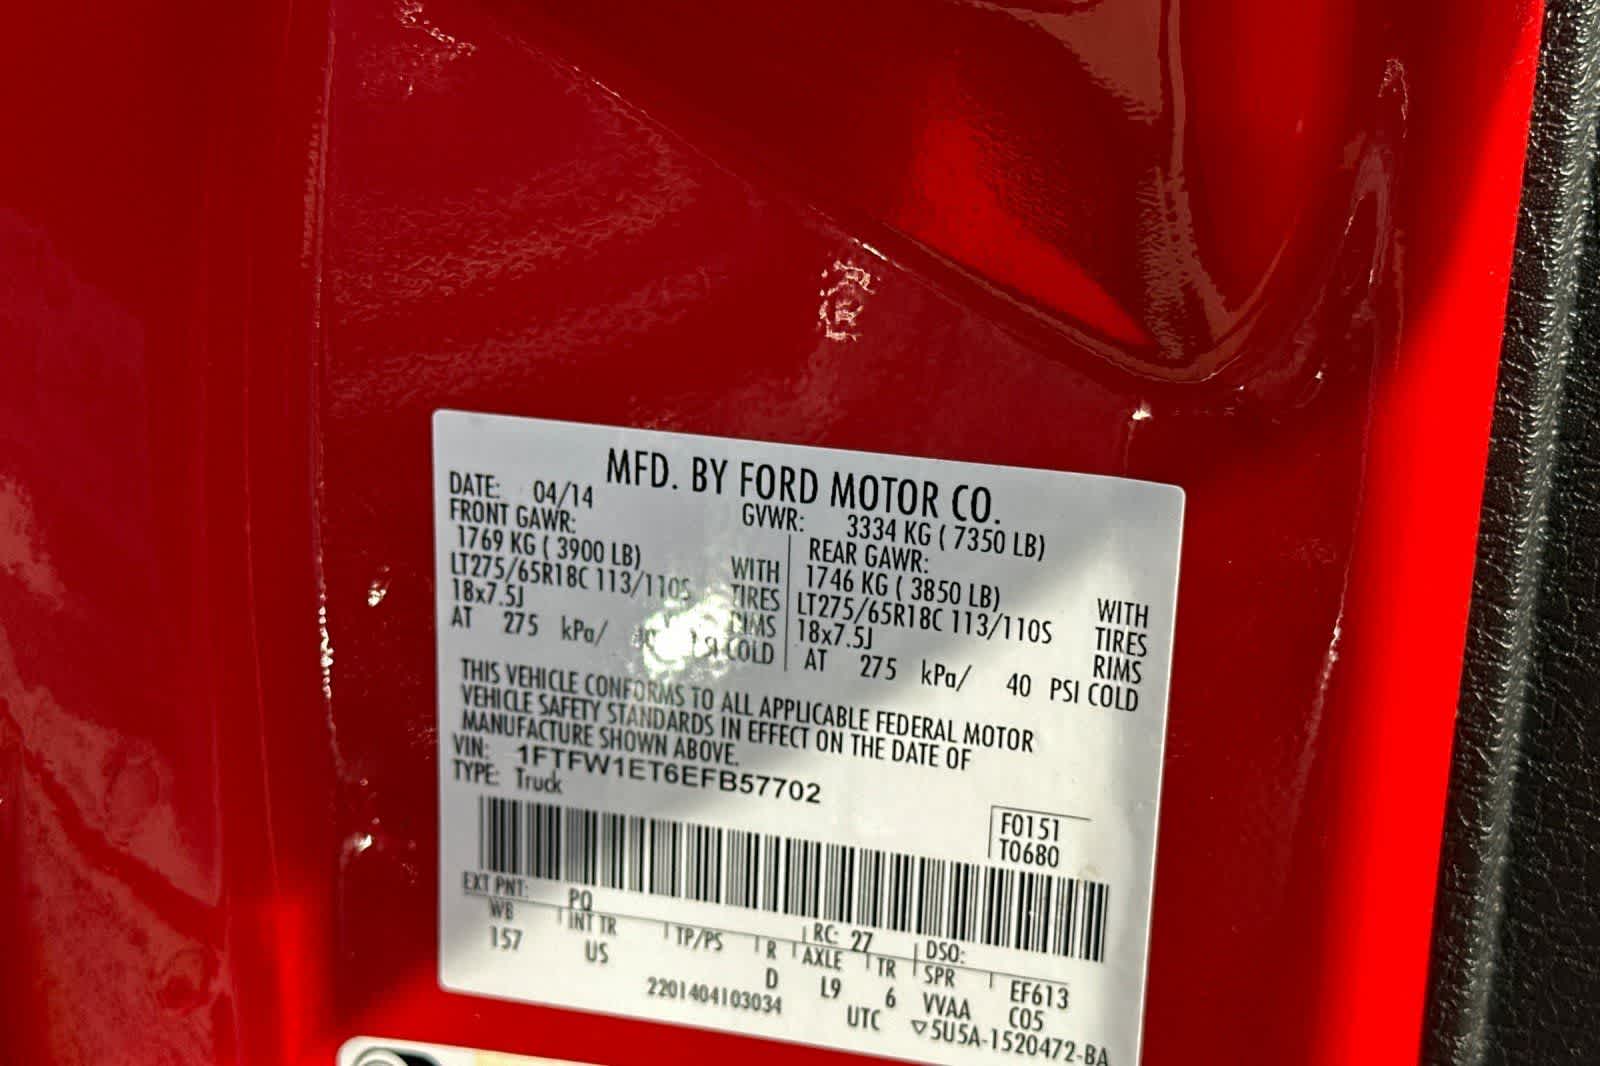 MFD. BY FORD MOTOR CO.
DATE: 04/14 GVWR: 3334 KG ( 7350 LB)
FRONT GAWR: REAR GAWR:
1769 KG ( 3900 LB) WITH 1746 KG ( 3850 LB) WITH
LT275/65R18C 113/110S TIRES LT275/65R18C 113/110S TIRES
18x7.5J RIMS 18x7.5J RIMS
AT 275 kPa/ COLD AT 275 kPa/ 40 PSI COLD
THIS VEHICLE CONFORMS TO ALL APPLICABLE FEDERAL MOTOR
VEHICLE SAFETY STANDARDS IN EFFECT ON THE DATE OF
MANUFACTURE SHOWN ABOVE.
VIN: 1FTFW1ET6EFB57702
TYPE: Truck
F0151
T0680
EXT PNT: PQ RC: 27 DSO:
WB INT TR TP/PS R AXLE TR SPR EF613
157 US D L9 6 VVAA C05
2201404103034 UTC ▽5U5A-1520472-BA